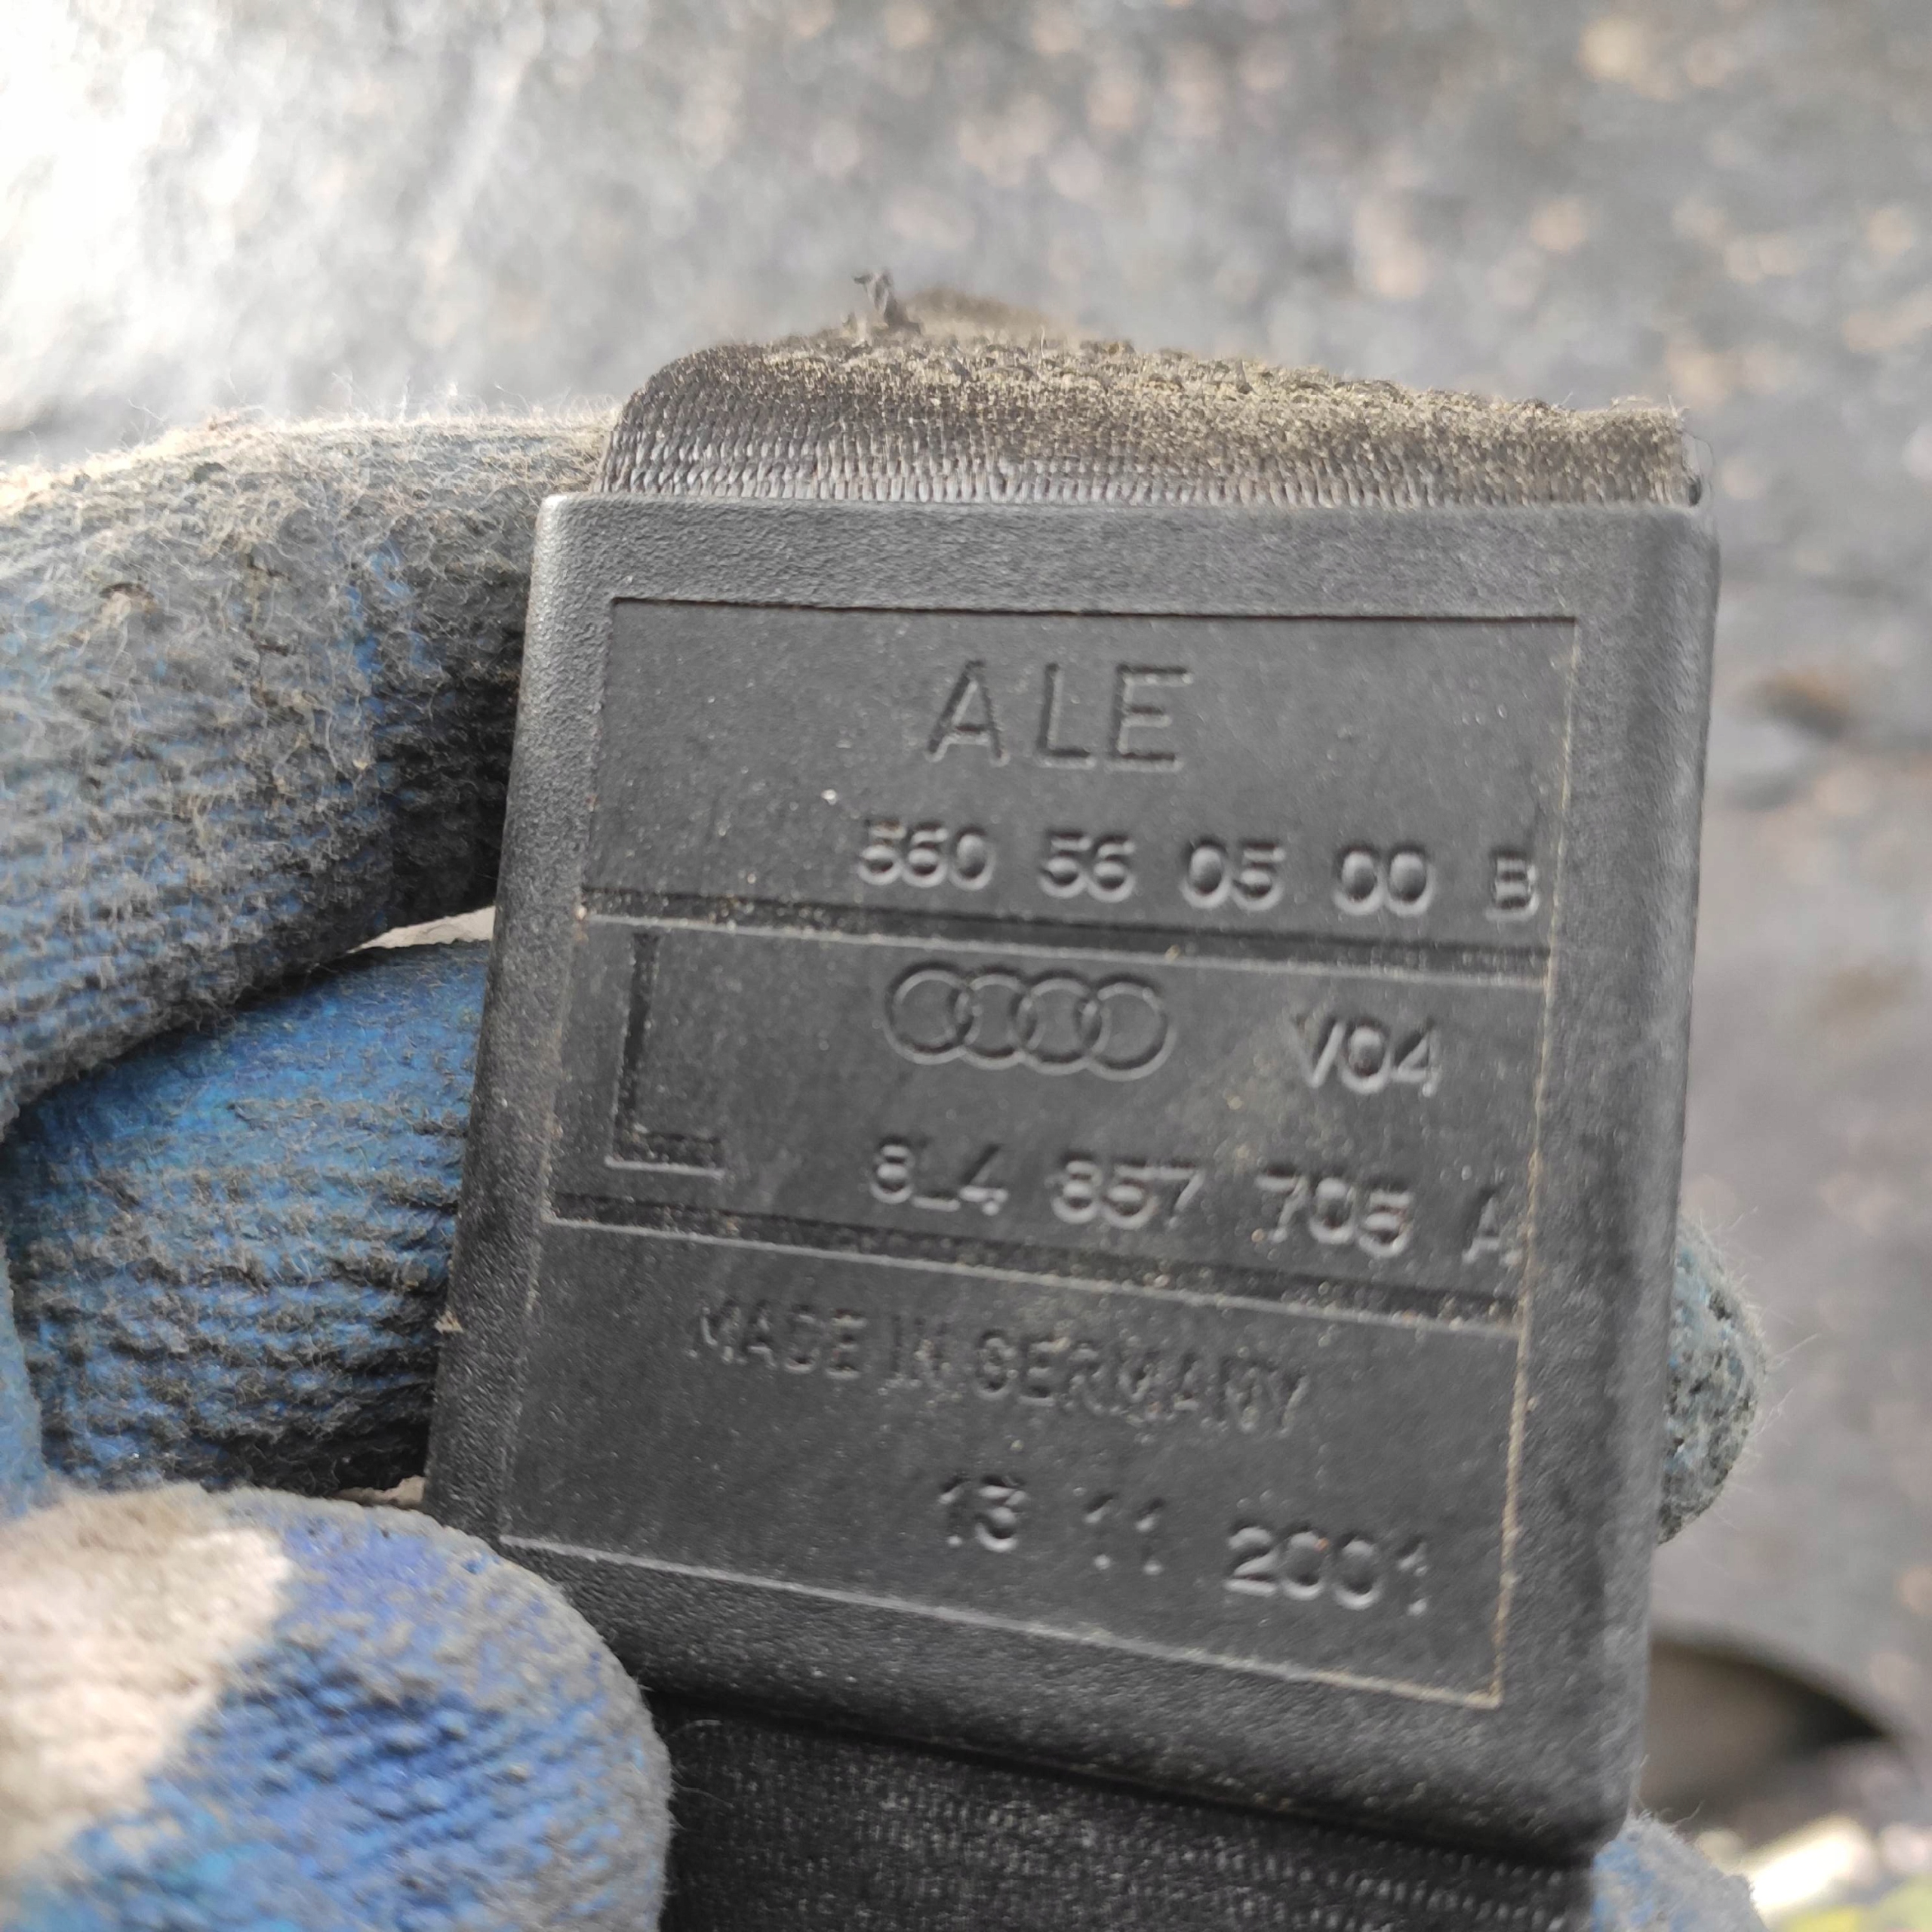 ALE
560 56 05 00 B
L V04
8L4 857 705 A
MADE IN GERMANY
13 11 2001